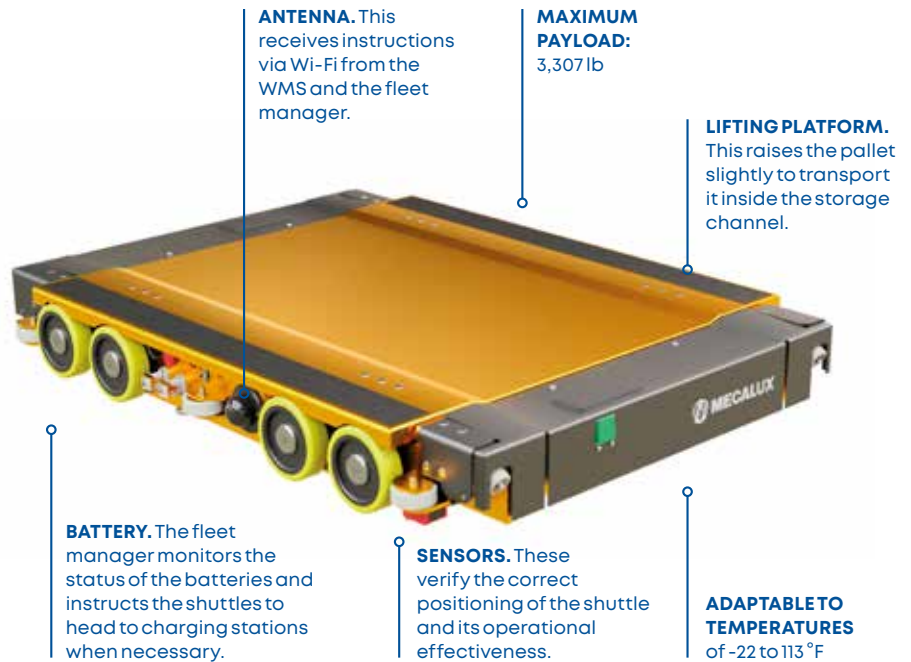 ANTENNA. This
receives instructions
via Wi-Fi from the
WMS and the fleet
manager.
MAXIMUM
PAYLOAD:
3,307 lb
LIFTING PLATFORM.
This raises the pallet
slightly to transport
it inside the storage
channel.
MECALUX
BATTERY. The fleet
manager monitors the
status of the batteries and
instructs the shuttles to
head to charging stations
when necessary.
SENSORS. These
verify the correct
positioning of the shuttle
and its operational
effectiveness.
ADAPTABLE TO
TEMPERATURES
of -22 to 113 °F